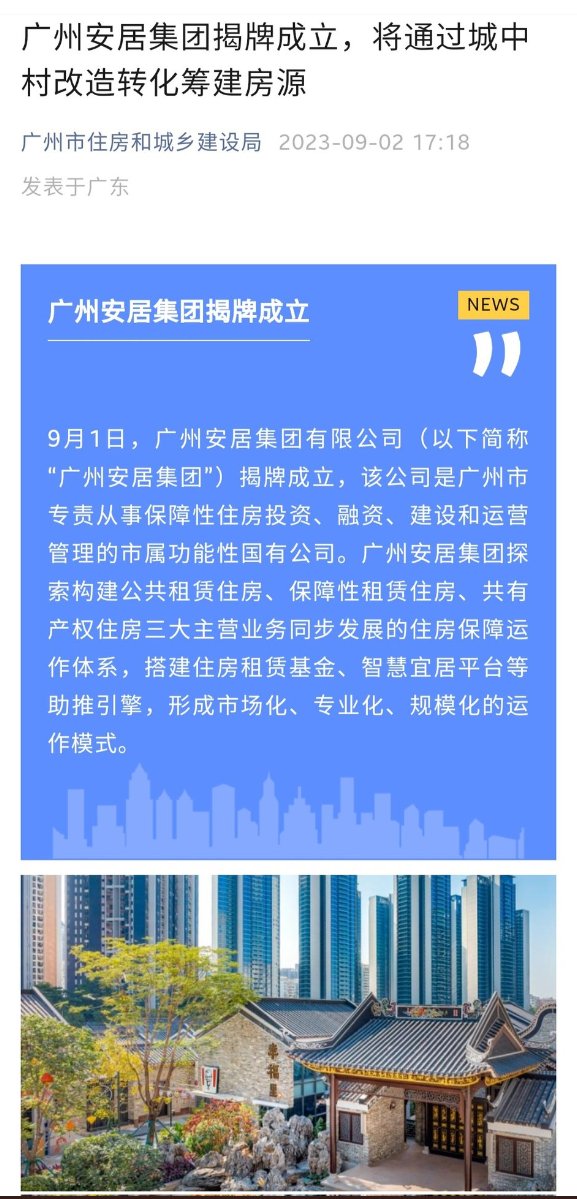 广州安居集团揭牌成立，将通过城中
村改造转化筹建房源
广州市住房和城乡建设局 2023-09-02 17:18
发表于广东
广州安居集团揭牌成立
NEWS
9月1日，广州安居集团有限公司（以下简称
“广州安居集团”）揭牌成立，该公司是广州市
专责从事保障性住房投资、融资、建设和运营
管理的市属功能性国有公司。广州安居集团探
索构建公共租赁住房、保障性租赁住房、共有
产权住房三大主营业务同步发展的住房保障运
作体系，搭建住房租赁基金、智慧宜居平台等
助推引擎，形成市场化、专业化、规模化的运
作模式。
幸福里